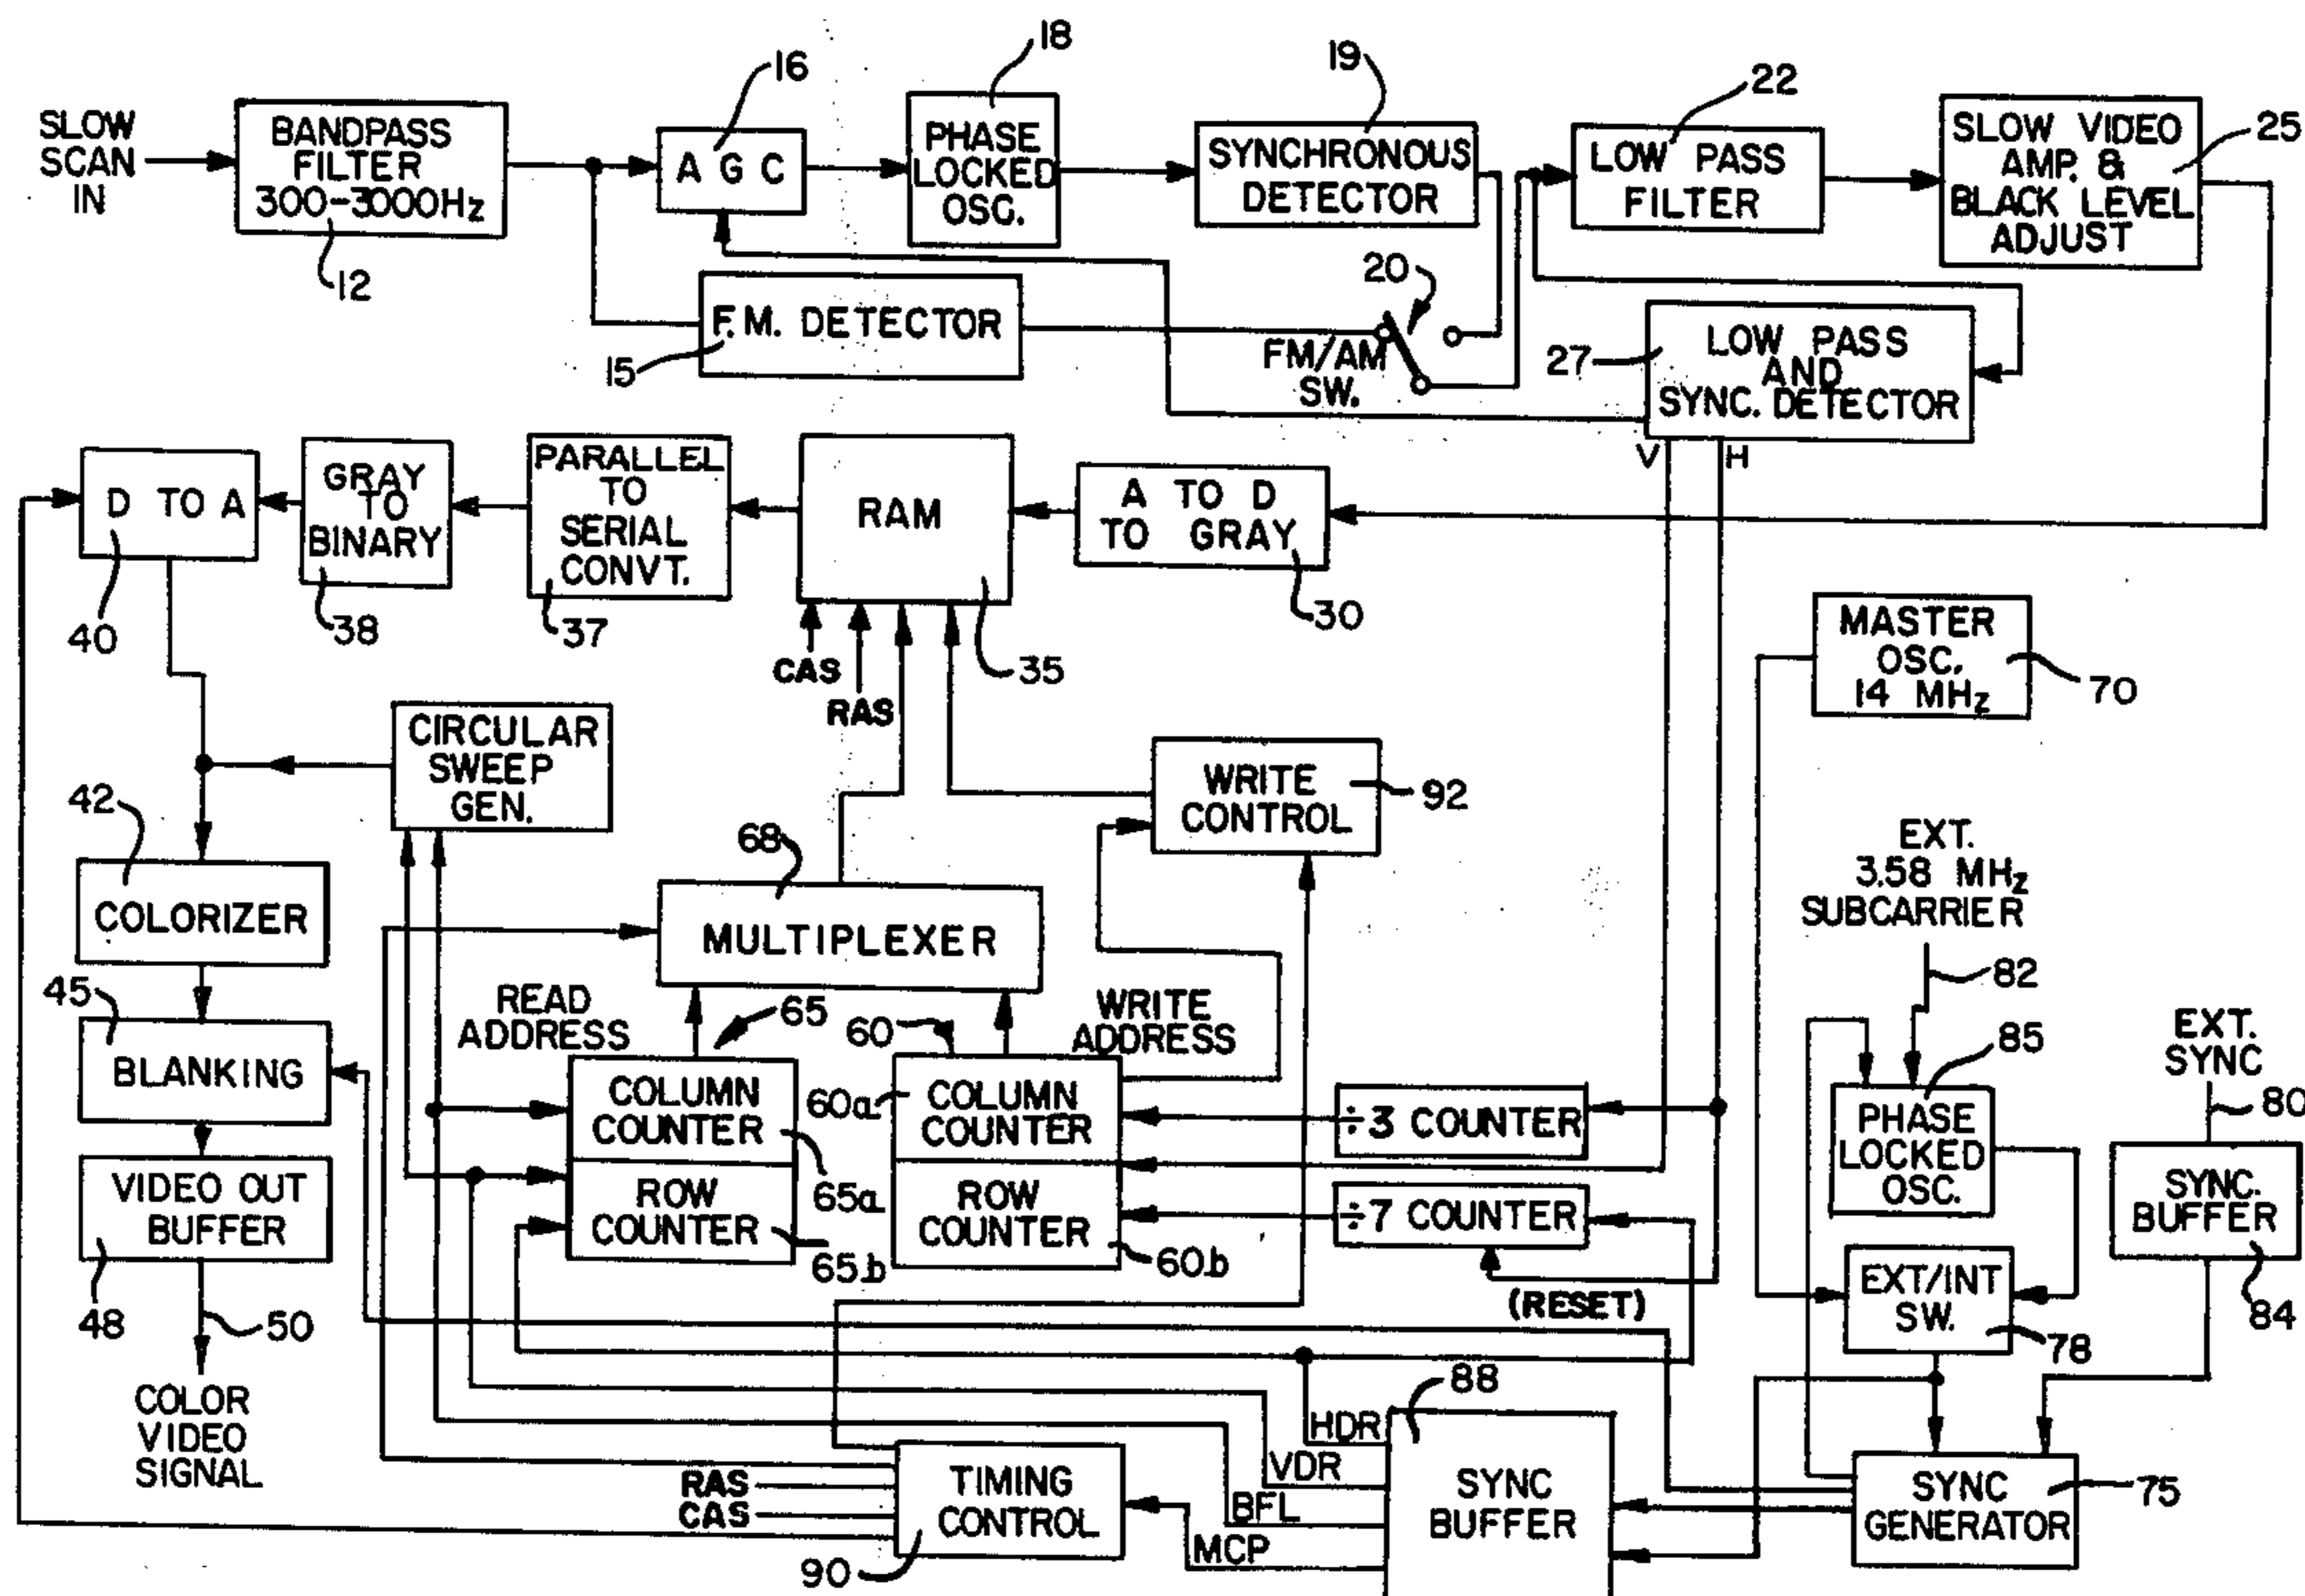 SLOW
SCAN
IN
BANDPASS
FILTER
300-3000Hz
12
16
A G C
18
PHASE
LOCKED
OSC.
19
SYNCHRONOUS
DETECTOR
22
LOW PASS
FILTER
SLOW VIDEO
AMP. &
BLACK LEVEL
ADJUST
25
F.M. DETECTOR
15
20
FM/AM
SW.
27
LOW PASS
AND
SYNC. DETECTOR
V
H
D TO A
40
GRAY
TO
BINARY
38
PARALLEL
TO
SERIAL
CONVT.
37
RAM
35
CAS
RAS
A TO D
TO GRAY
30
MASTER
OSC.
14 MHz
70
CIRCULAR
SWEEP
GEN.
WRITE
CONTROL
92
42
COLORIZER
68
MULTIPLEXER
EXT.
3.58 MHz
SUBCARRIER
82
45
BLANKING
READ
ADDRESS
65
60
WRITE
ADDRESS
COLUMN
COUNTER
65a
ROW
COUNTER
65b
60a
COLUMN
COUNTER
ROW
COUNTER
60b
÷3 COUNTER
÷7 COUNTER
(RESET)
85
PHASE
LOCKED
OSC.
EXT.
SYNC
80
SYNC.
BUFFER
84
EXT/INT
SW.
78
VIDEO OUT
BUFFER
48
50
COLOR
VIDEO
SIGNAL
RAS
CAS
TIMING
CONTROL
90
HDR
VDR
BFL
MCP
88
SYNC
BUFFER
SYNC
GENERATOR
75